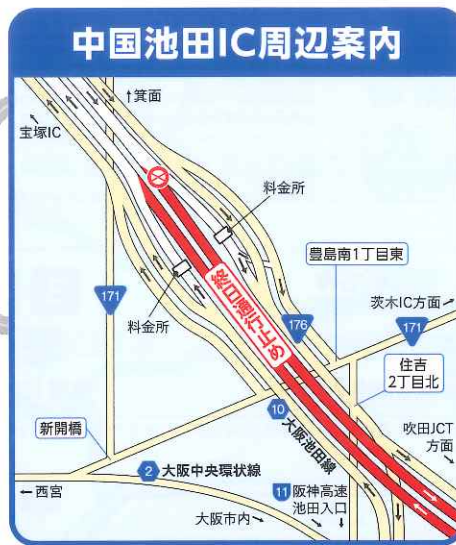 中国池田IC周辺案内
↑箕面
宝塚IC
料金所
豊島南1丁目東
茨木IC方面
171
料金所
終日通行止め
176
171
住吉
2丁目北
新開橋
10
大阪池田線
吹田JCT
方面
2
大阪中央環状線
11
阪神高速
池田入口
←西宮
大阪市内